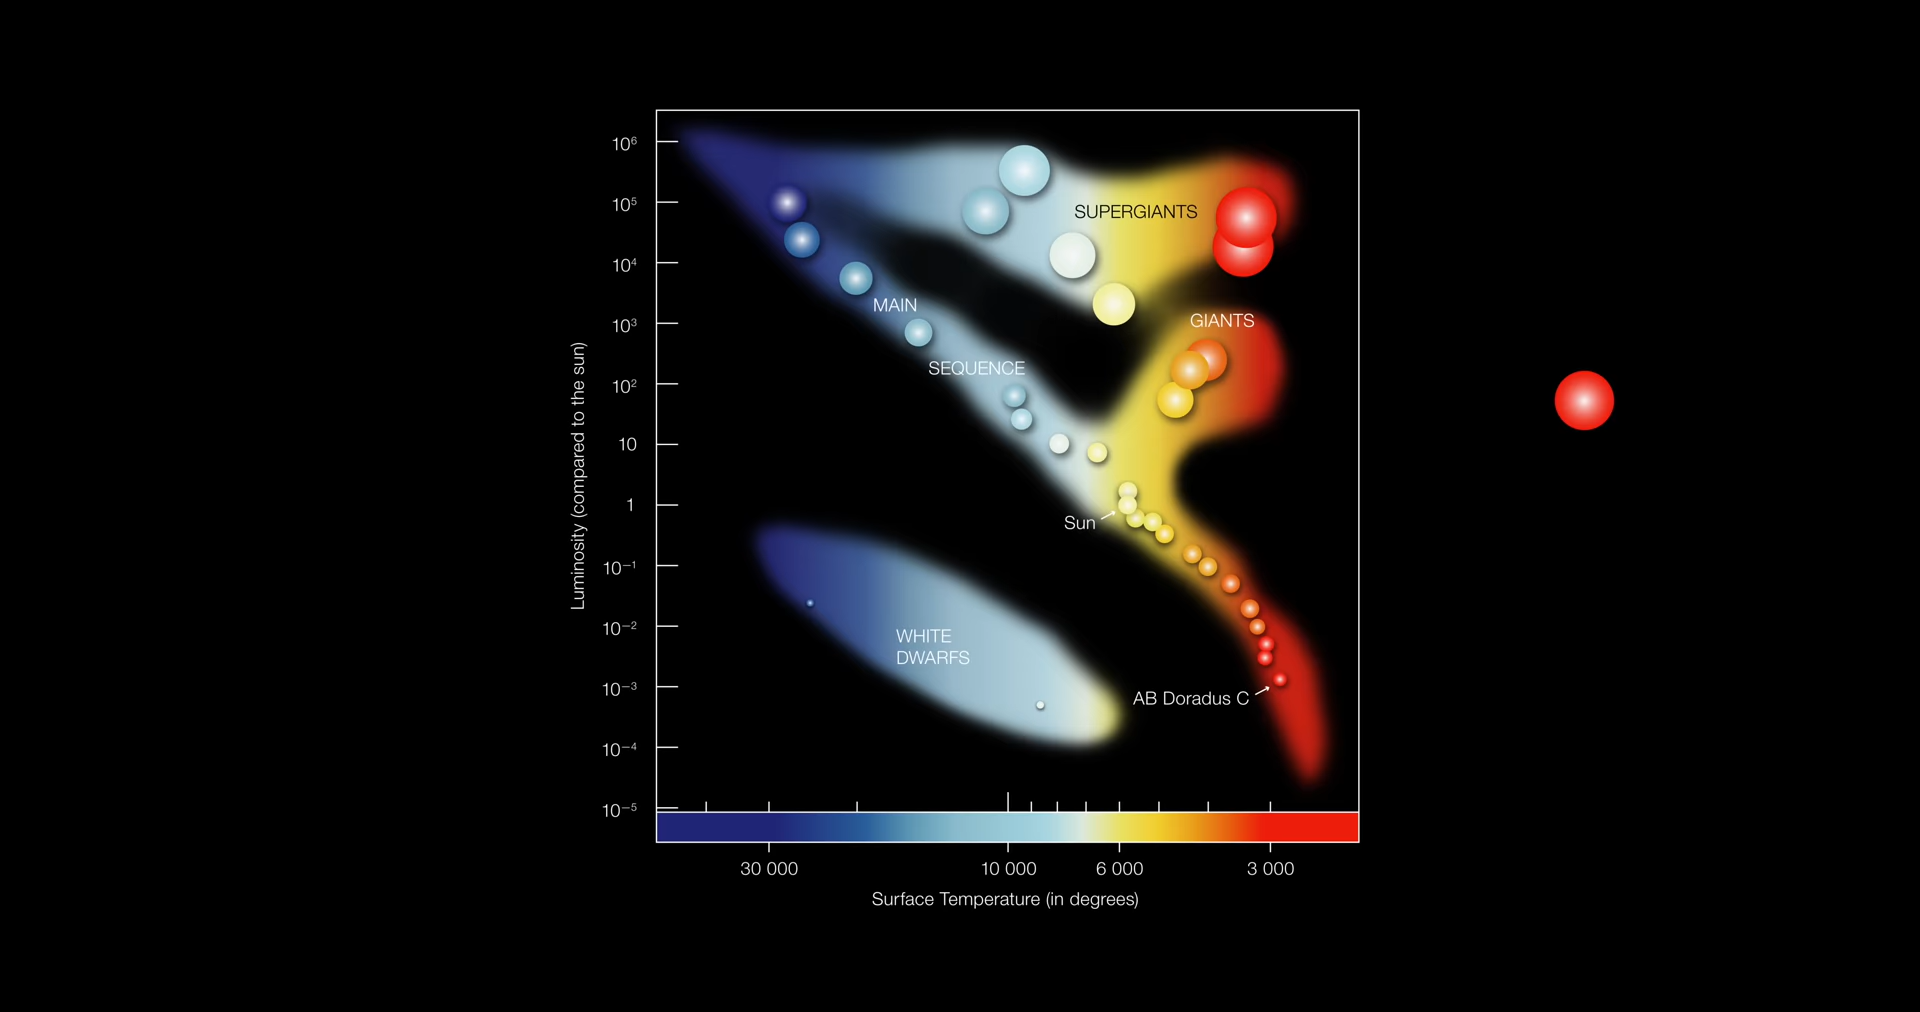 10⁶
10⁵
10⁴
10³
10²
10
1
10⁻¹
10⁻²
10⁻³
10⁻⁴
10⁻⁵
Luminosity (compared to the sun)
SUPERGIANTS
MAIN
GIANTS
SEQUENCE
Sun
WHITE
DWARFS
AB Doradus C
30 000 10 000 6 000 3 000
Surface Temperature (in degrees)